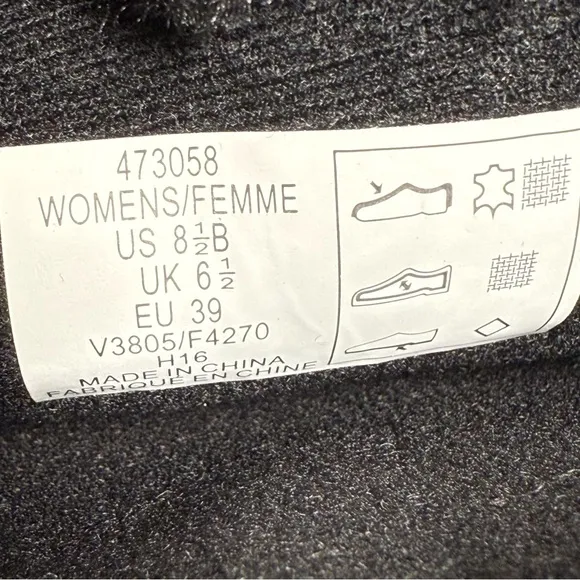 473058
WOMENS/FEMME
US 8½B
UK 6½
EU 39
V3805/F4270
H16
MADE IN CHINA
FABRIQUE EN CHINE